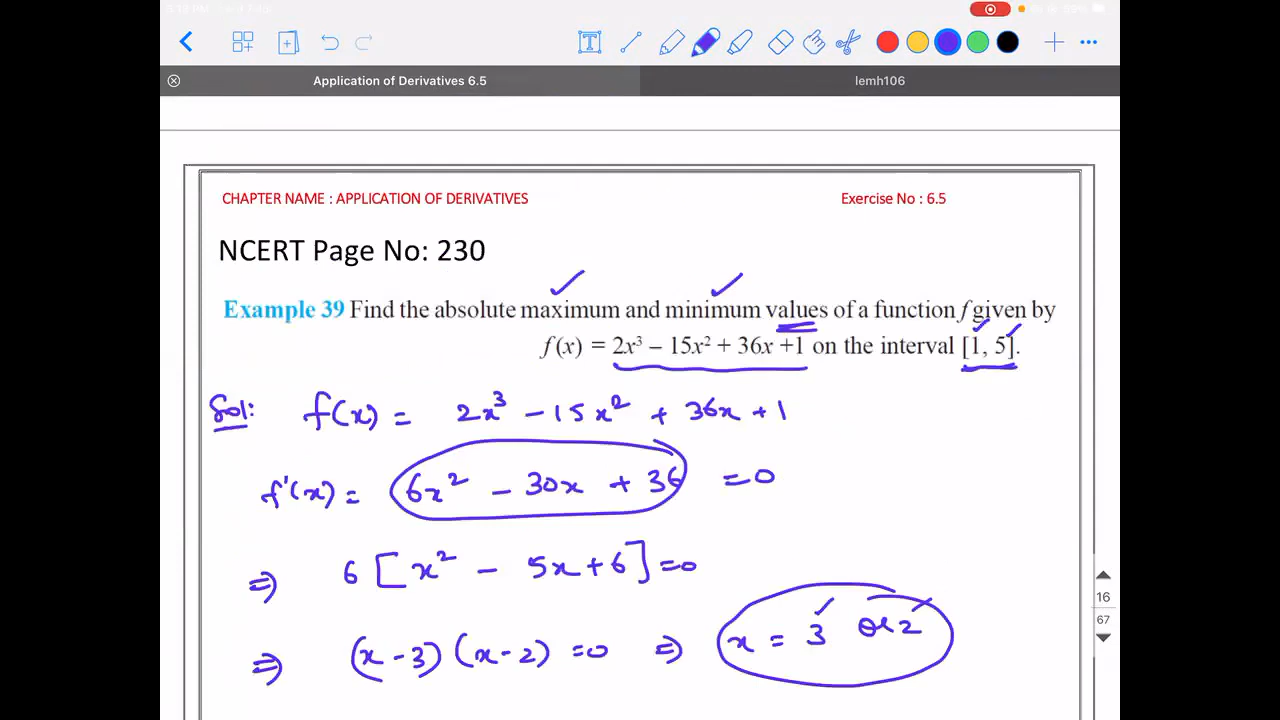 Application of Derivatives 6.5
lemh106
CHAPTER NAME : APPLICATION OF DERIVATIVES
Exercise No : 6.5
NCERT Page No: 230
Example 39 Find the absolute maximum and minimum values of a function f given by
f(x) = 2x³ – 15x² + 36x +1 on the interval [1, 5].
Sol: f(x) = 2x³ - 15x² + 36x + 1
f'(x) = 6x² - 30x + 36 = 0
⇒ 6[x² - 5x + 6] = 0
⇒ (x - 3)(x - 2) = 0 ⇒ x = 3 or 2
16
67